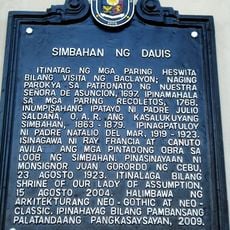 SIMBAHAN NG DAUIS
ITINATAG NG MGA PARING HESWITA
BILANG VISITA NG BACLAYON; NAGING
PAROKYA SA PATRONATO NG NUESTRA
SEÑORA DE ASUNCION, 1697. IPINAMAHALA
SA MGA PARING RECOLETOS, 1768.
INUMPISAHANG IPATAYO NI PADRE JULIO
SALDAÑA, O.A.R. ANG KASALUKUYANG
SIMBAHAN, 1863-1879. IPINAGPATULOY
NI PADRE NATALIO DEL MAR, 1919-1923.
ISINAGAWA NI RAY FRANCIA AT CANUTO
AVILA ANG MGA PINTADONG OBRA SA
LOOB NG SIMBAHAN. PINASINAYAAN NI
MONSIGNOR JUAN GORORDO NG CEBU,
23 AGOSTO 1923. ITINALAGA BILANG
SHRINE OF OUR LADY OF ASSUMPTION,
15 AGOSTO 2004. HALIMBAWA NG
ARKITEKTURANG NEO-GOTHIC AT NEO-
CLASSIC. IPINAHAYAG BILANG PAMBANSANG
PALATANDAANG PANGKASAYSAYAN, 2009.